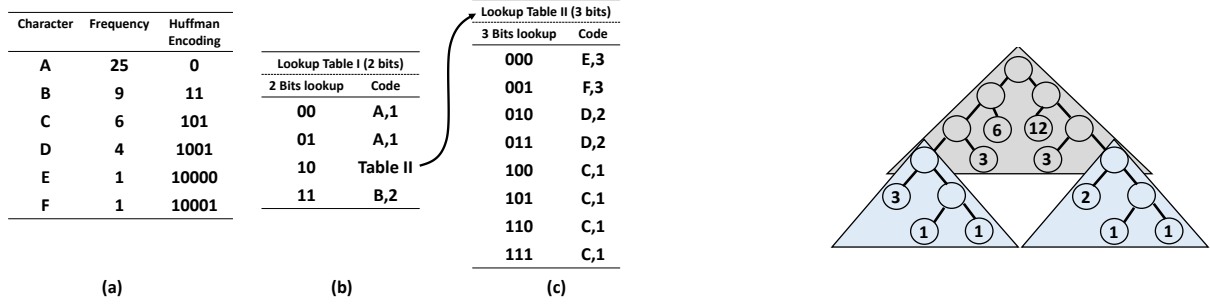 Character Frequency Huffman Encoding
A 25 0
B 9 11
C 6 101
D 4 1001
E 1 10000
F 1 10001
(a)
Lookup Table I (2 bits)
2 Bits lookup Code
00 A,1
01 A,1
10 Table II
11 B,2
(b)
Lookup Table II (3 bits)
3 Bits lookup Code
000 E,3
001 F,3
010 D,2
011 D,2
100 C,1
101 C,1
110 C,1
111 C,1
(c)
6 12
3 3
3 2
1 1 1 1